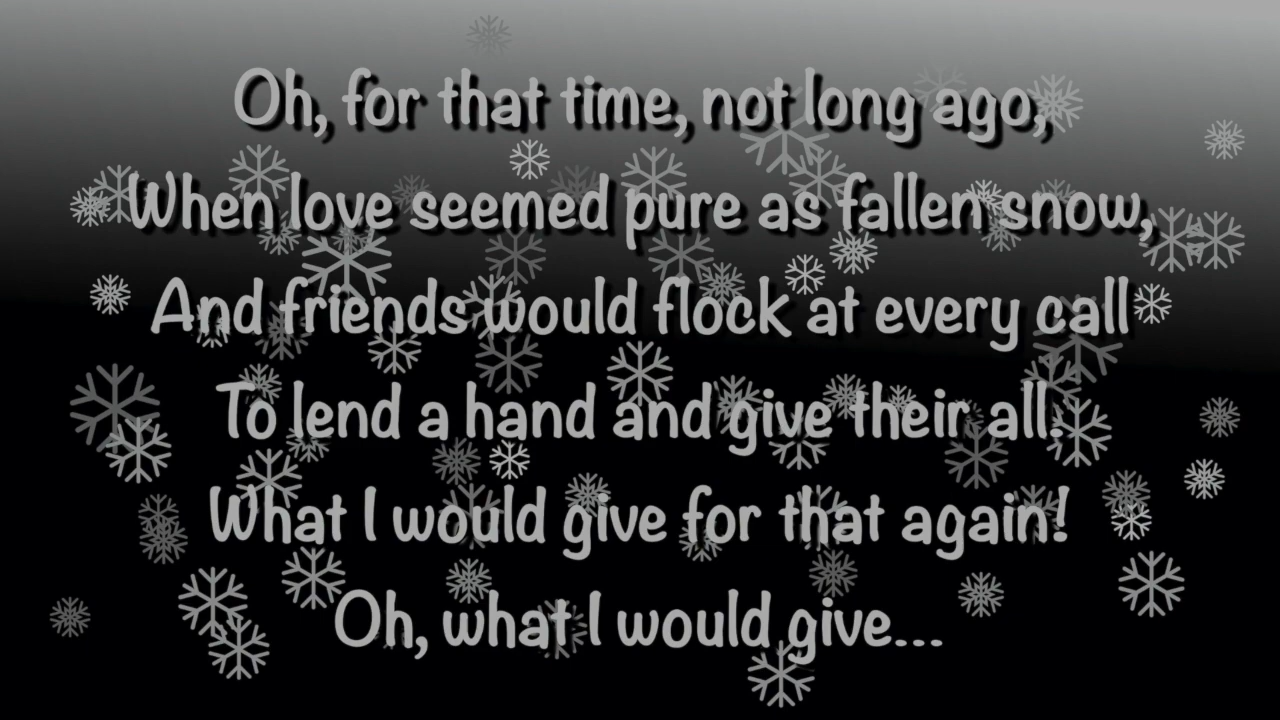 Oh, for that time, not long ago,
When love seemed pure as fallen snow,
And friends would flock at every call
To lend a hand and give their all.
What I would give for that again!
Oh, what I would give...